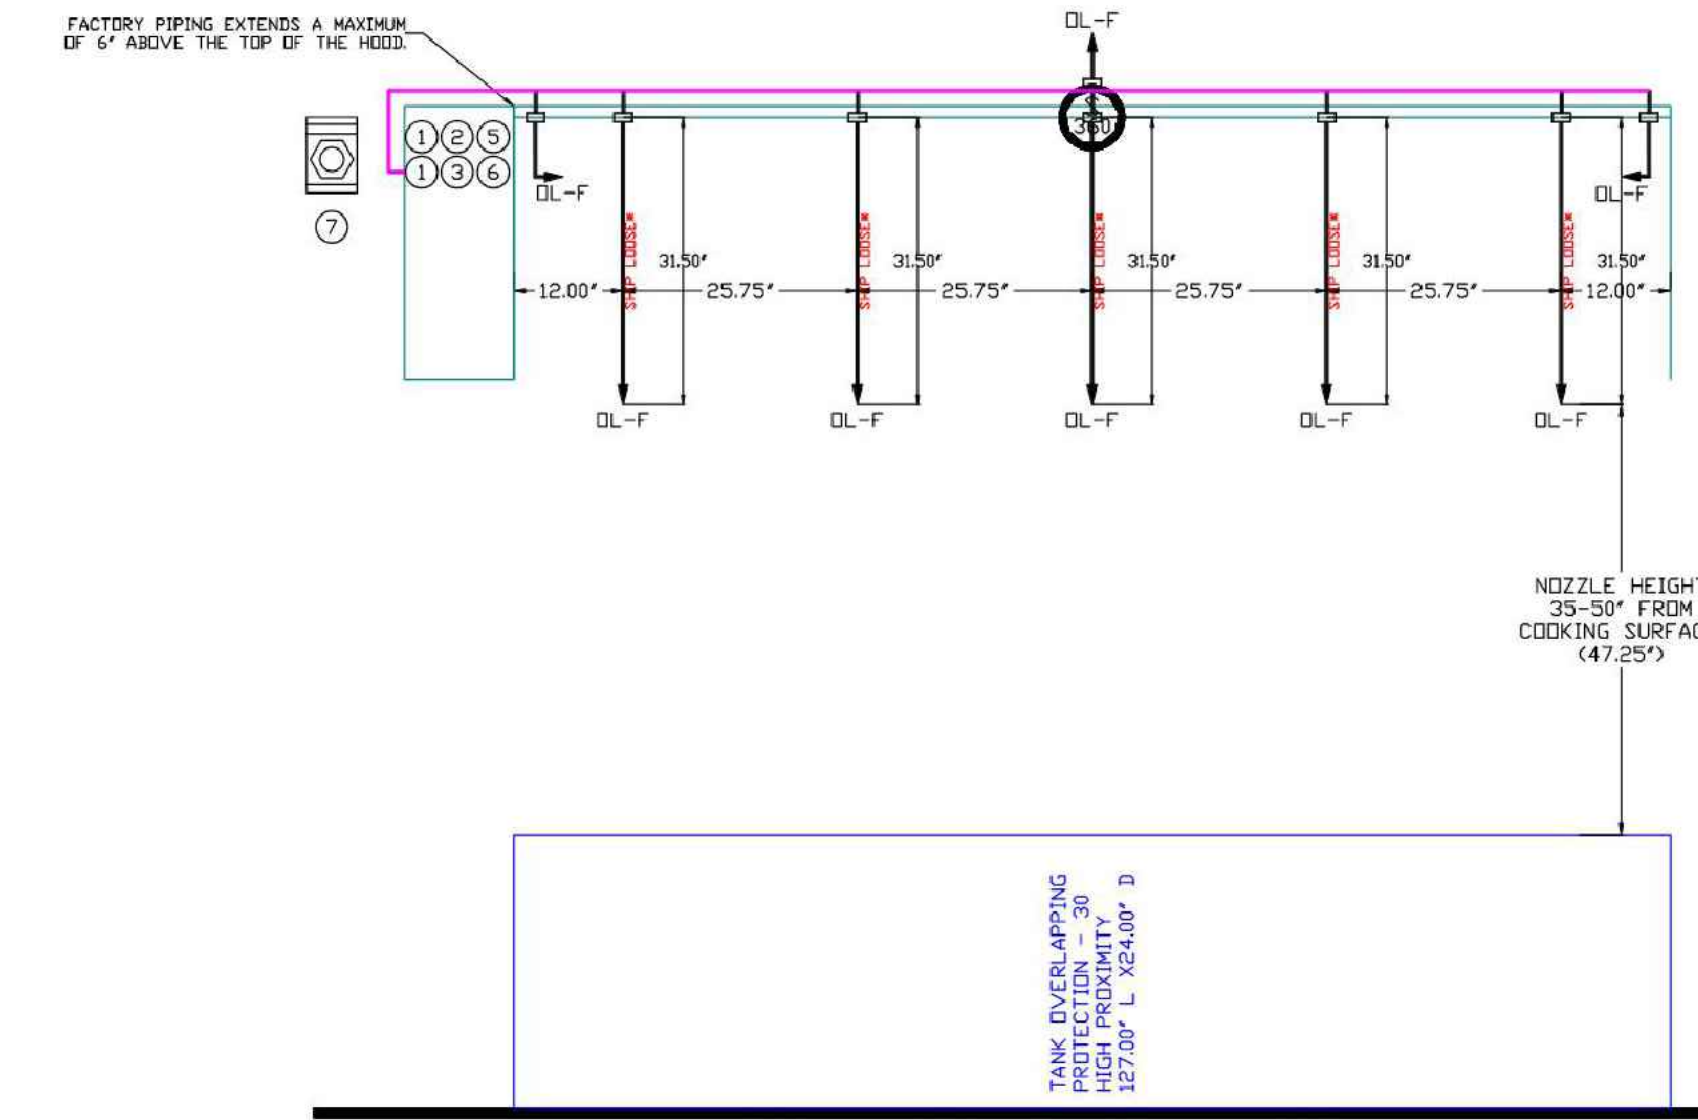 FACTORY PIPING EXTENDS A MAXIMUM
OF 6" ABOVE THE TOP OF THE HOOD.
OL-F
1 2 5
1 3 6
7
360
OL-F
OL-F
SHIP LOOSE*
SHIP LOOSE*
SHIP LOOSE*
SHIP LOOSE*
SHIP LOOSE*
31.50"
31.50"
31.50"
31.50"
31.50"
12.00"
25.75"
25.75"
25.75"
25.75"
12.00"
OL-F
OL-F
OL-F
OL-F
OL-F
NOZZLE HEIGHT
35-50" FROM
COOKING SURFAC
(47.25")
TANK OVERLAPPING
PROTECTION - 30
HIGH PROXIMITY
127.00" L X24.00" D